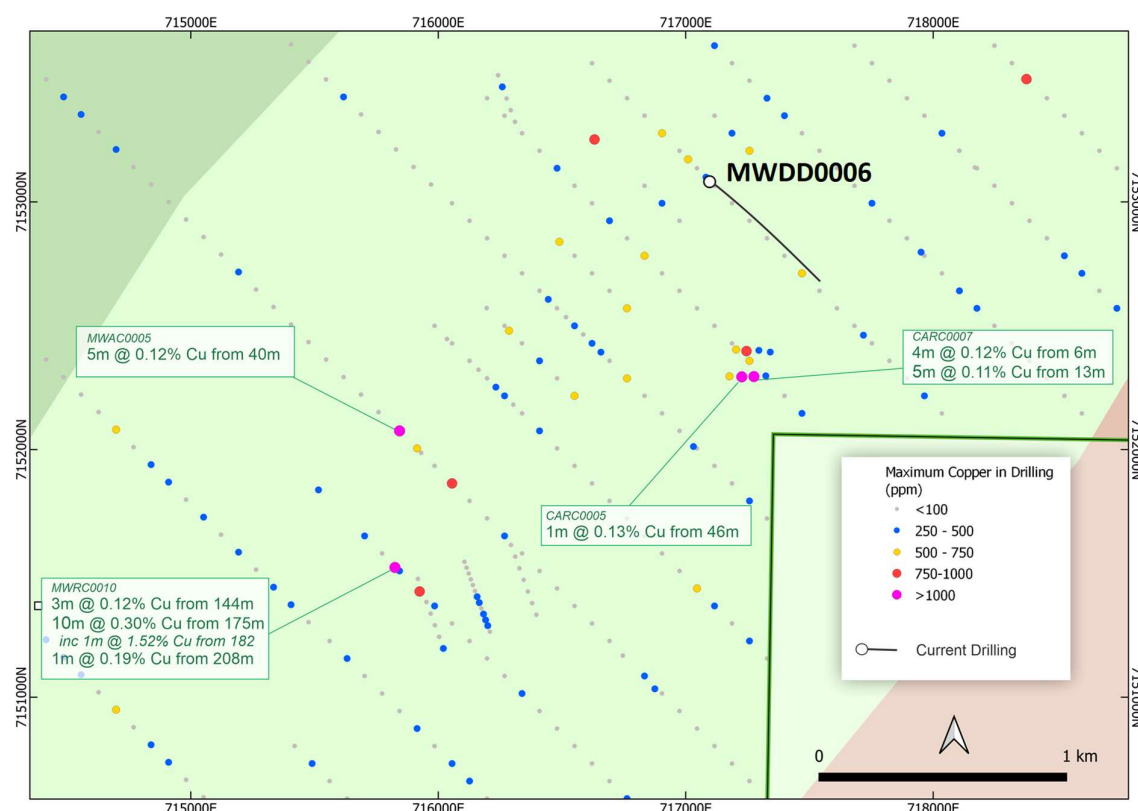 715000E
716000E
717000E
718000E
7153000N
7153000N
MWDD0006
MWAC0005
5m @ 0.12% Cu from 40m
CARC0007
4m @ 0.12% Cu from 6m
5m @ 0.11% Cu from 13m
7152000N
7152000N
Maximum Copper in Drilling
(ppm)
<100
250 - 500
500 - 750
750-1000
>1000
Current Drilling
CARC0005
1m @ 0.13% Cu from 46m
MWRC0010
3m @ 0.12% Cu from 144m
10m @ 0.30% Cu from 175m
inc 1m @ 1.52% Cu from 182
1m @ 0.19% Cu from 208m
7151000N
7151000N
0
1 km
715000E
716000E
717000E
718000E